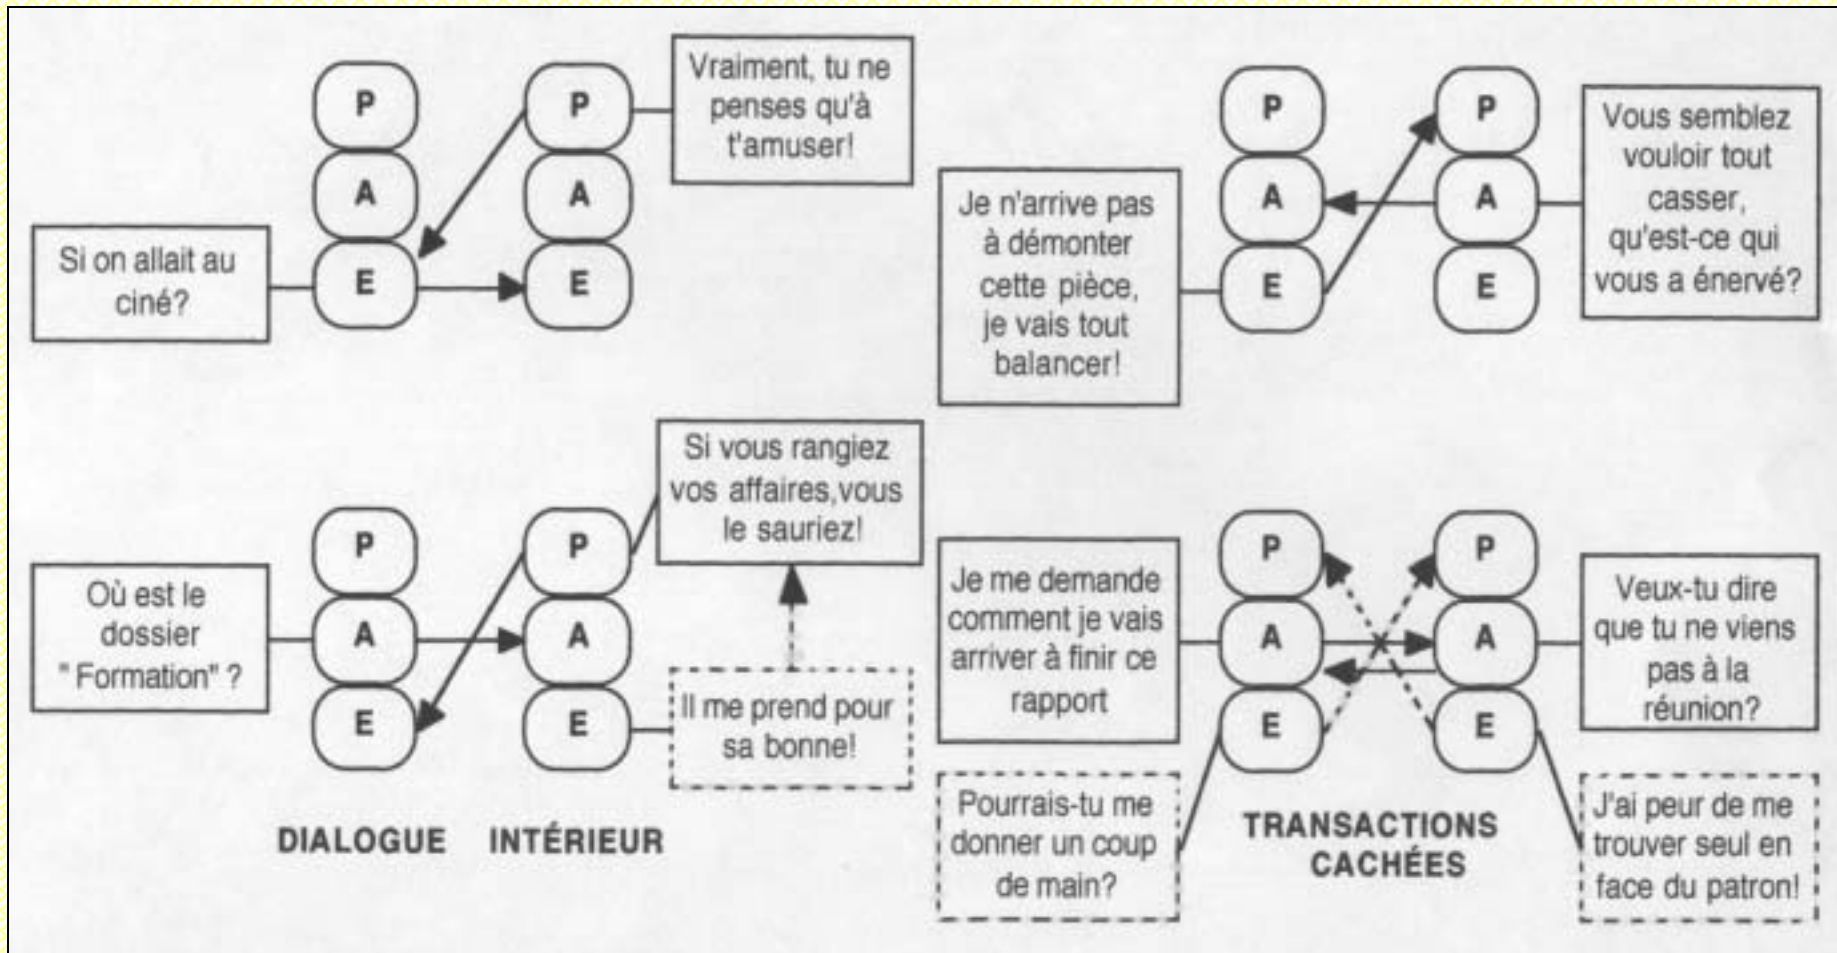 P
A
E
P
A
E
Vraiment, tu ne
penses qu'à
t'amuser!
Si on allait au
ciné?
P
A
E
P
A
E
Je n'arrive pas
à démonter
cette pièce,
je vais tout
balancer!
Vous semblez
vouloir tout
casser,
qu'est-ce qui
vous a énervé?
P
A
E
P
A
E
Si vous rangiez
vos affaires,vous
le sauriez!
Où est le
dossier
" Formation" ?
Il me prend pour
sa bonne!
DIALOGUE INTÉRIEUR
P
A
E
P
A
E
Je me demande
comment je vais
arriver à finir ce
rapport
Veux-tu dire
que tu ne viens
pas à la
réunion?
Pourrais-tu me
donner un coup
de main?
TRANSACTIONS
CACHÉES
J'ai peur de me
trouver seul en
face du patron!